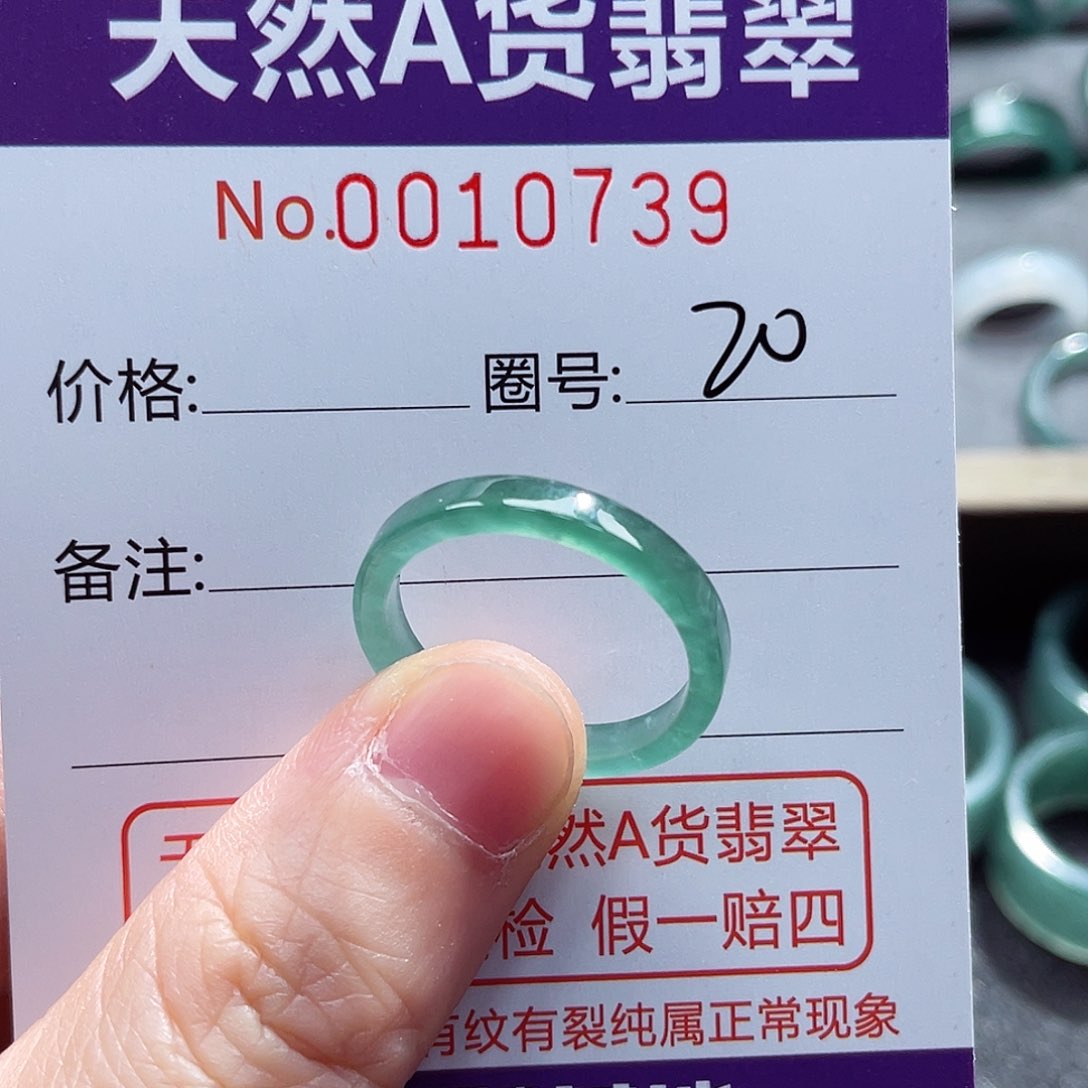 天然A货翡翠
No.0010739
价格: 圈号: 20
备注:
然A货翡翠
检 假一赔四
有纹有裂纯属正常现象